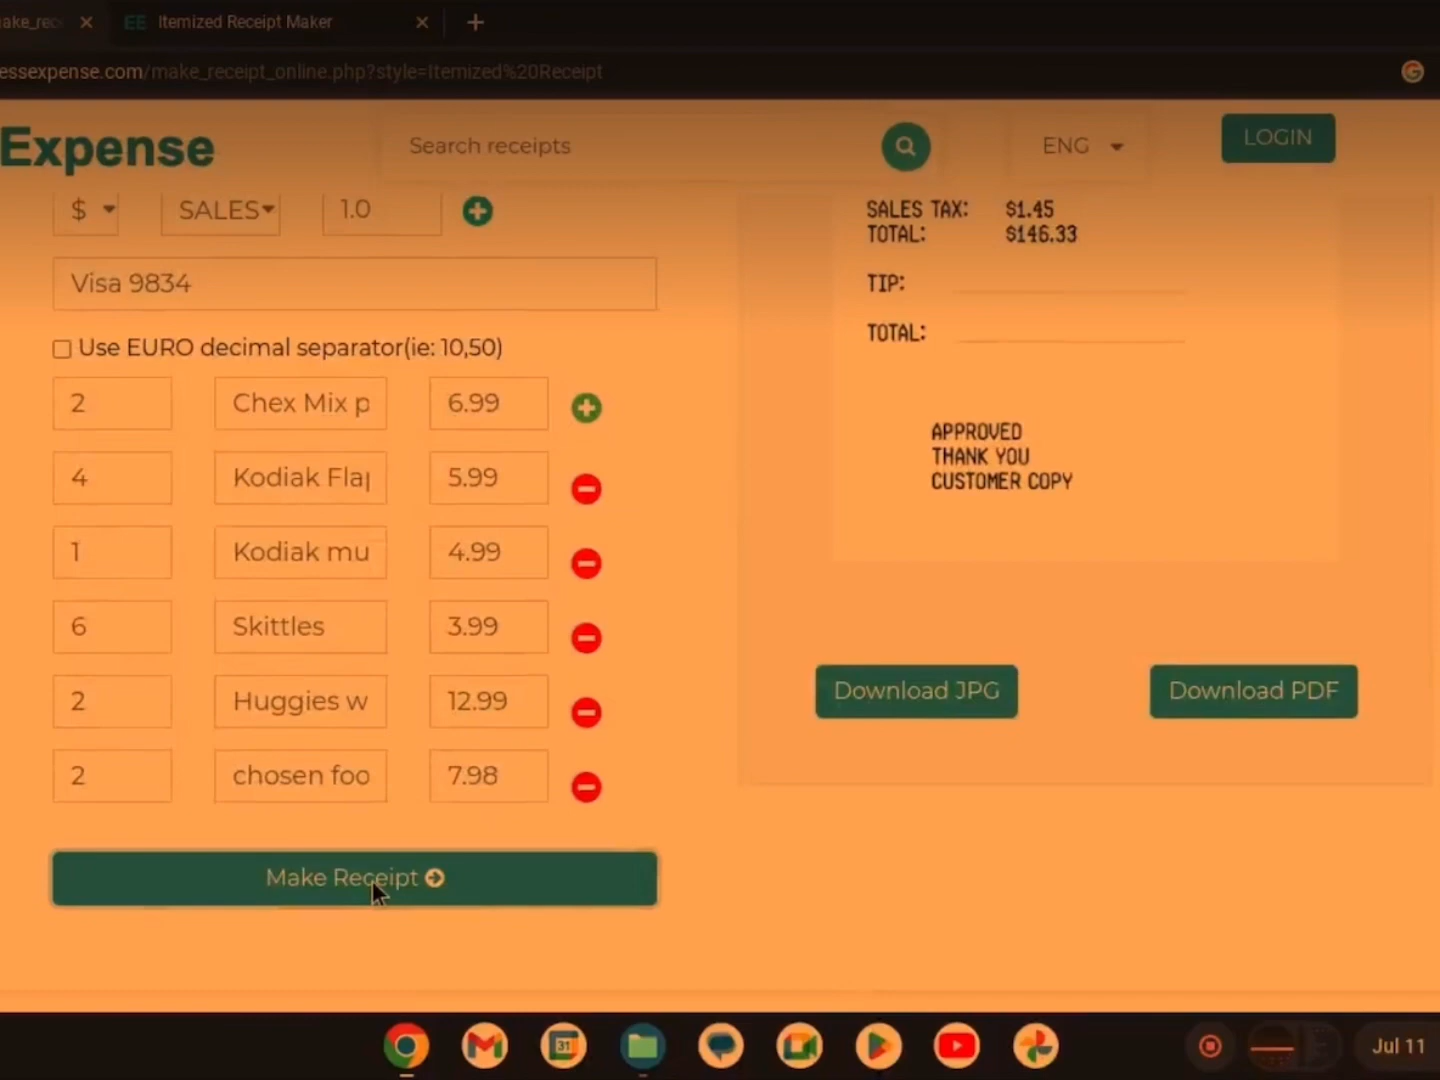 ake_rec
EE Itemized Receipt Maker
essexpense.com/make_receipt_online.php?style=Itemized%20Receipt
Expense
Search receipts
ENG
LOGIN
$
SALES
1.0
Visa 9834
Use EURO decimal separator(ie: 10,50)
2 Chex Mix p 6.99
4 Kodiak Fla 5.99
1 Kodiak mu 4.99
6 Skittles 3.99
2 Huggies w 12.99
2 chosen foo 7.98
Make Receipt
SALES TAX: $1.45
TOTAL: $146.33
TIP:
TOTAL:
APPROVED
THANK YOU
CUSTOMER COPY
Download JPG
Download PDF
31
Jul 11